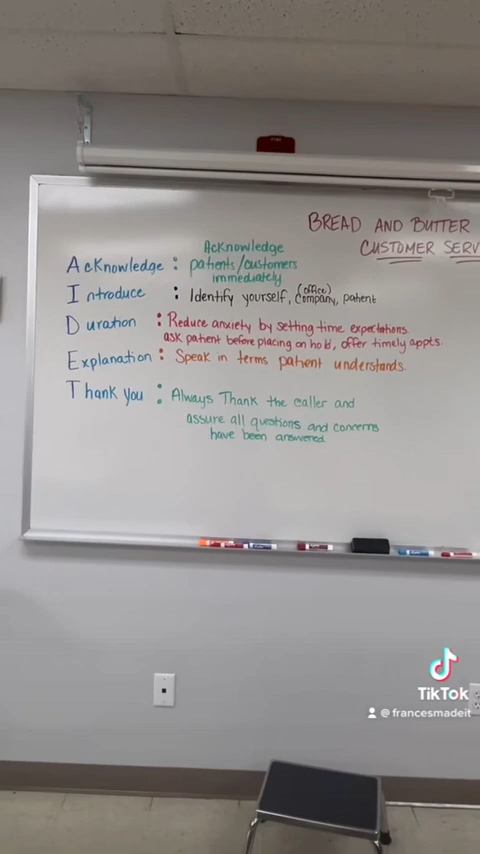 BREAD AND BUTTER
CUSTOMER SERV
Acknowledge : Acknowledge patients/customers immediately
Introduce : Identify yourself, (office) company, patient
Duration : Reduce anxiety by setting time expectations.
ask patient before placing on hold, offer timely appts.
Explanation : Speak in terms patient understands.
Thank you : Always Thank the caller and
assure all questions and concerns
have been answered
TikTok
@francesmadeit